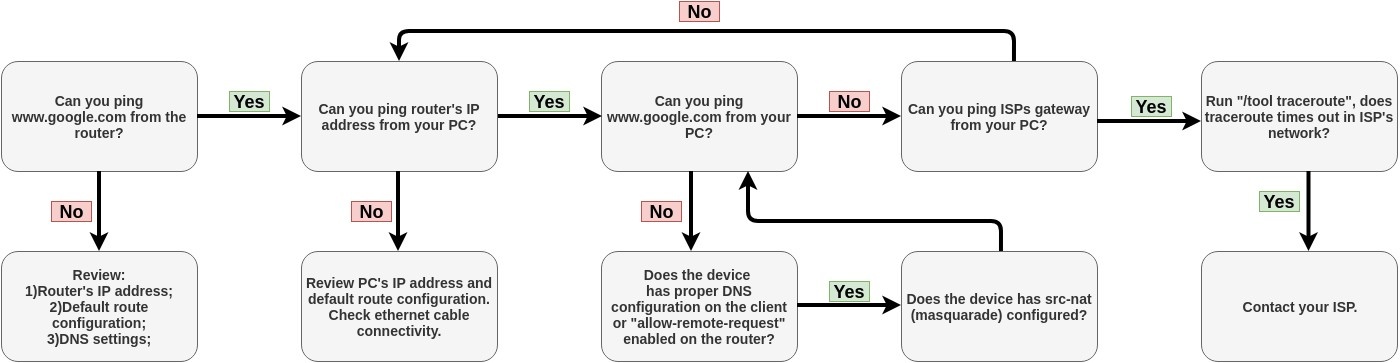 No
Can you ping
www.google.com from the
router?
Yes
Can you ping router's IP
address from your PC?
Yes
Can you ping
www.google.com from your
PC?
No
Can you ping ISPs gateway
from your PC?
Yes
Run "/tool traceroute", does
traceroute times out in ISP's
network?
No
No
No
Yes
Review:
1)Router's IP address;
2)Default route
configuration;
3)DNS settings;
Review PC's IP address and
default route configuration.
Check ethernet cable
connectivity.
Does the device
has proper DNS
configuration on the client
or "allow-remote-request"
enabled on the router?
Yes
Does the device has src-nat
(masquarade) configured?
Contact your ISP.